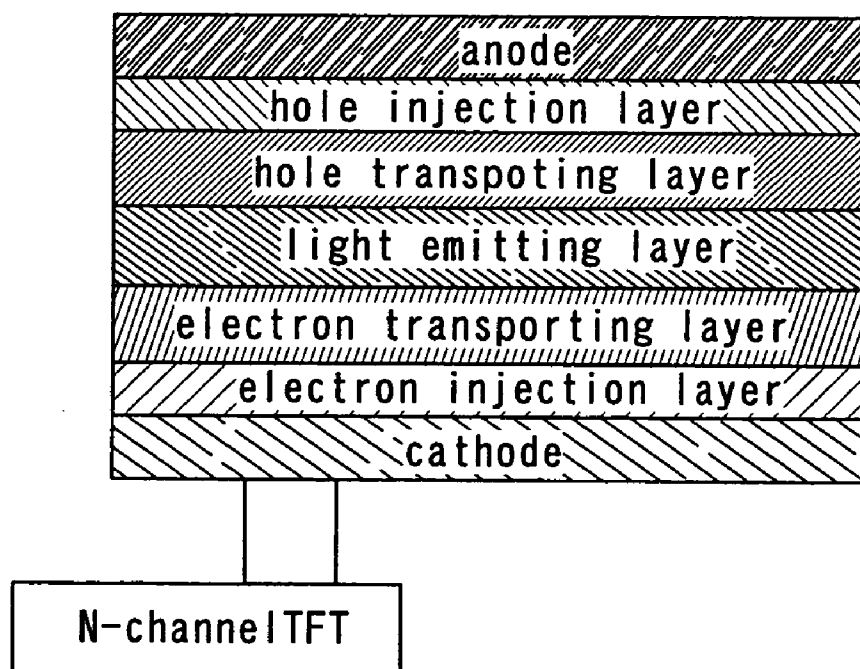 anode
hole injection layer
hole transpoting layer
light emitting layer
electron transporting layer
electron injection layer
cathode
N-channelTFT